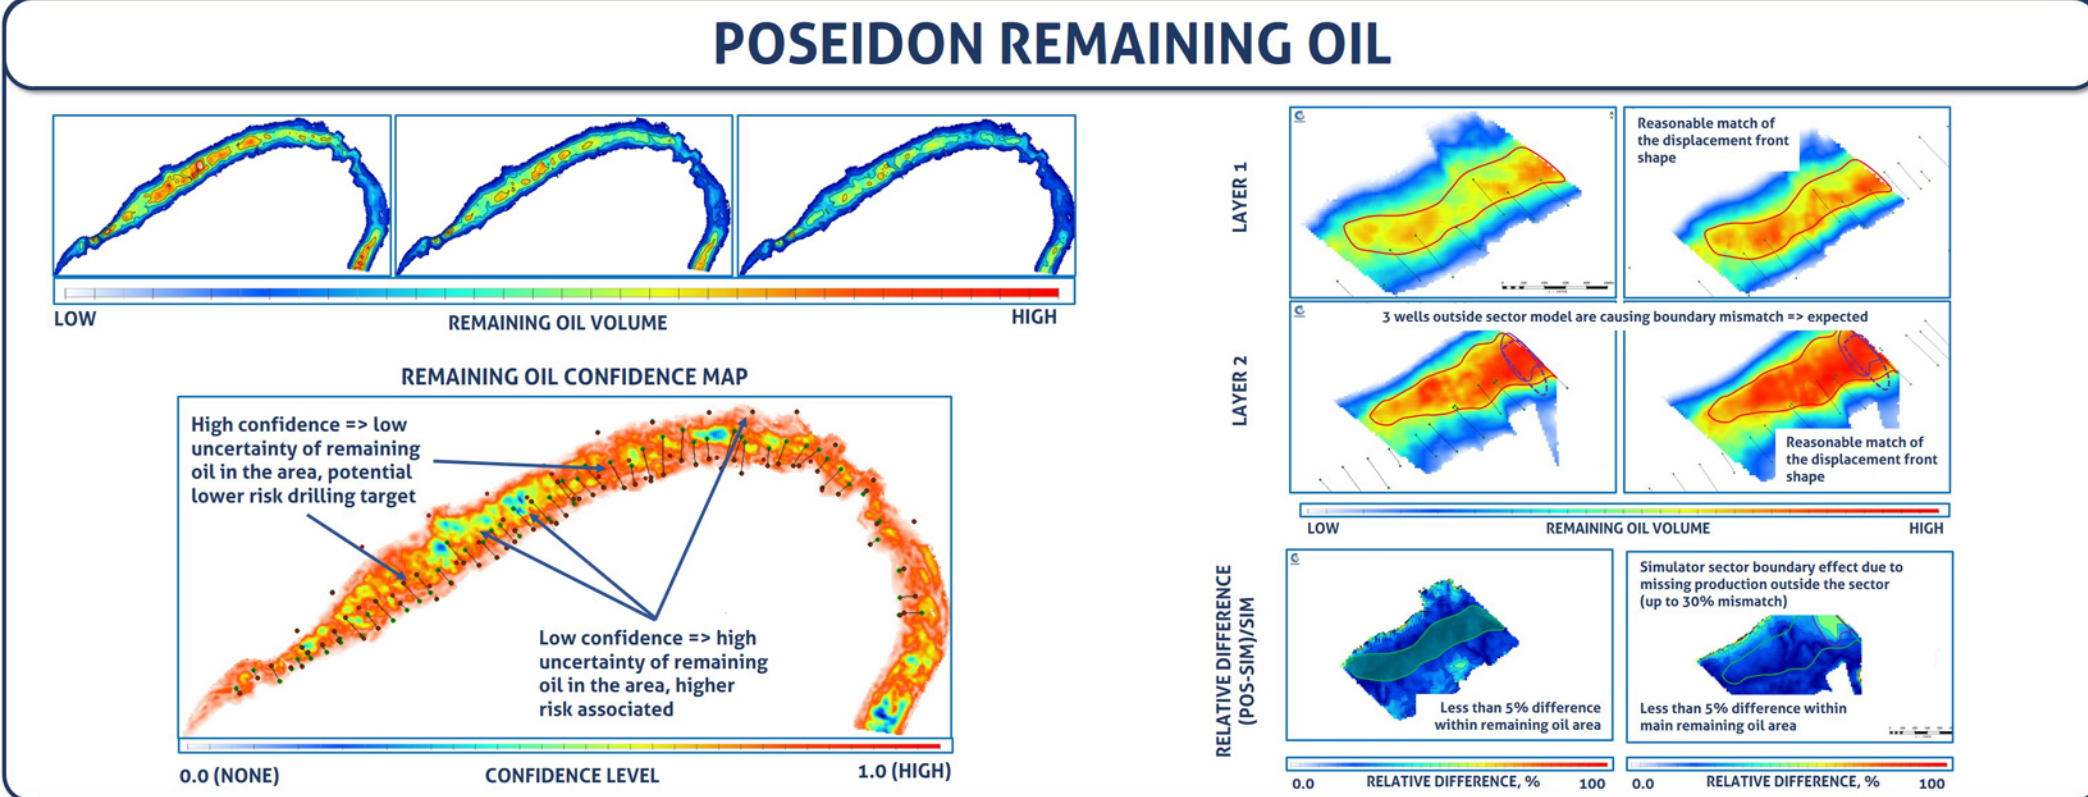 POSEIDON REMAINING OIL
LOW
REMAINING OIL VOLUME
HIGH
REMAINING OIL CONFIDENCE MAP
High confidence => low
uncertainty of remaining
oil in the area, potential
lower risk drilling target
Low confidence => high
uncertainty of remaining
oil in the area, higher
risk associated
0.0 (NONE)
CONFIDENCE LEVEL
1.0 (HIGH)
LAYER 1
Reasonable match of
the displacement front
shape
3 wells outside sector model are causing boundary mismatch => expected
LAYER 2
Reasonable match of
the displacement front
shape
LOW
REMAINING OIL VOLUME
HIGH
RELATIVE DIFFERENCE
(POS-SIM)/SIM
Less than 5% difference
within remaining oil area
Simulator sector boundary effect due to
missing production outside the sector
(up to 30% mismatch)
Less than 5% difference within
main remaining oil area
0.0
RELATIVE DIFFERENCE, %
100
0.0
RELATIVE DIFFERENCE, %
100